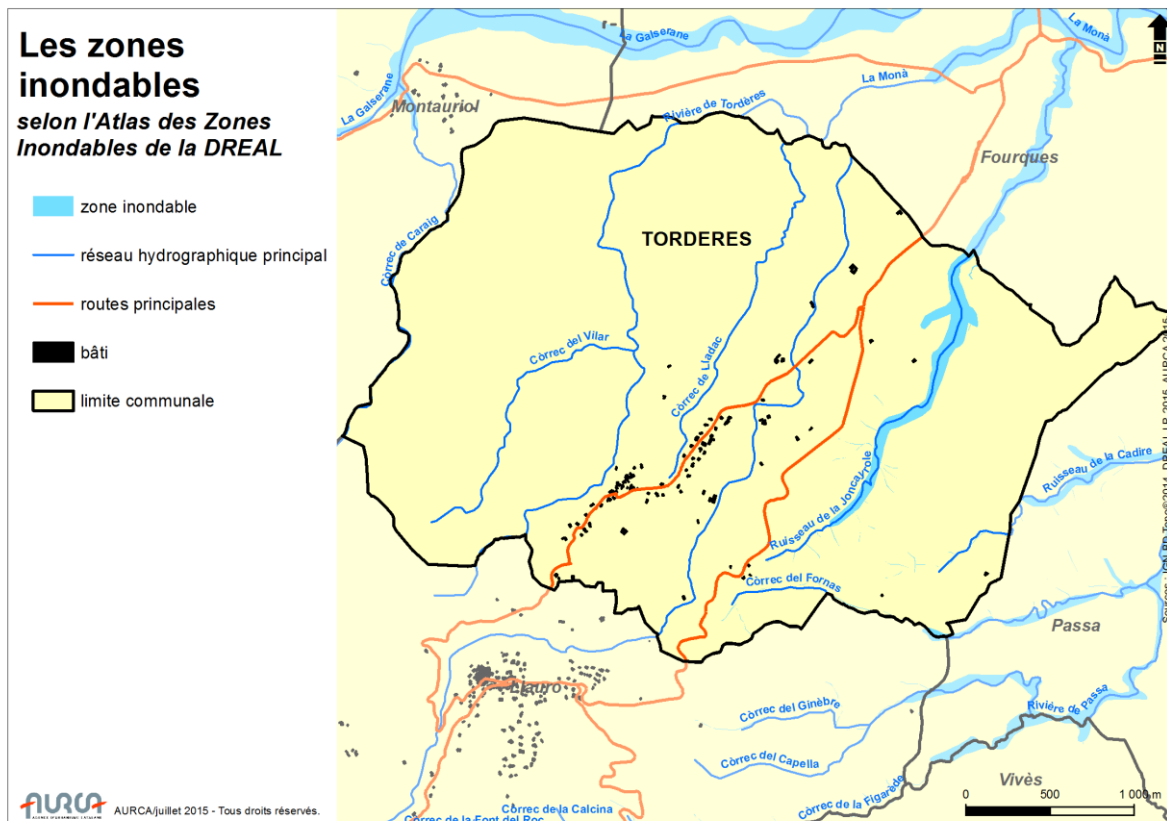 Les zones
inondables
selon l'Atlas des Zones
Inondables de la DREAL
zone inondable
réseau hydrographique principal
routes principales
bâti
limite communale
AURCA
AURCA/juillet 2015 - Tous droits réservés.
La Galserane
La Galserane
Montauriol
La Monà
La Monà
N
Rivière de Tordères
Fourques
Còrrec de Caraig
TORDERES
Còrrec del Vilar
Còrrec de Lladac
Ruisseau de la Joncayrole
Ruisseau de la Cadire
Còrrec del Fornas
Passa
Llauro
Còrrec del Ginèbre
Rivière de Passa
Còrrec del Capella
Vivès
Còrrec de la Figarède
Còrrec de la Calcina
Còrrec de la Font del Roc
0 500 1 000 m